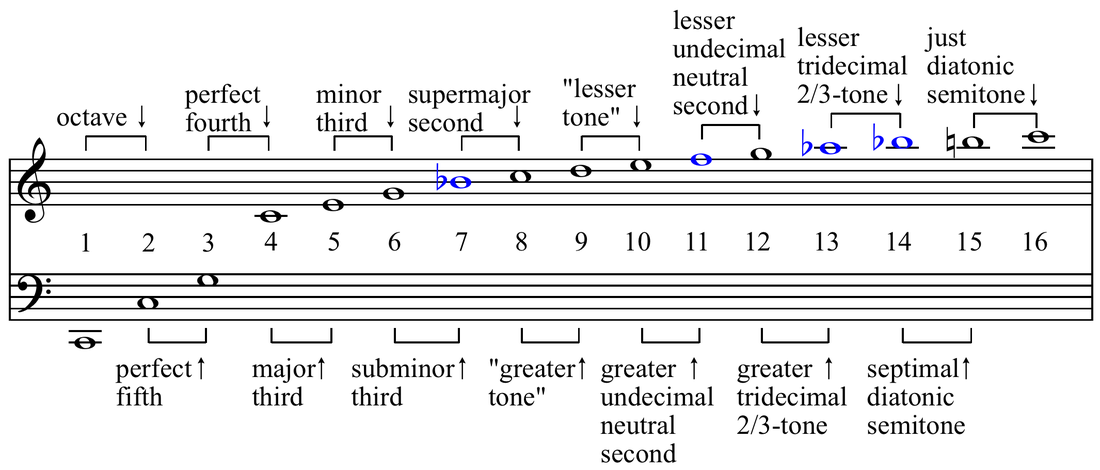 octave ↓
perfect
fourth ↓
minor
third ↓
supermajor
second ↓
"lesser
tone" ↓
lesser
undecimal
neutral
second↓
lesser
tridecimal
2/3-tone↓
just
diatonic
semitone↓
1 2 3 4 5 6 7 8 9 10 11 12 13 14 15 16
perfect↑
fifth
major↑
third
subminor↑
third
"greater↑
tone"
greater ↑
undecimal
neutral
second
greater ↑
tridecimal
2/3-tone
septimal↑
diatonic
semitone